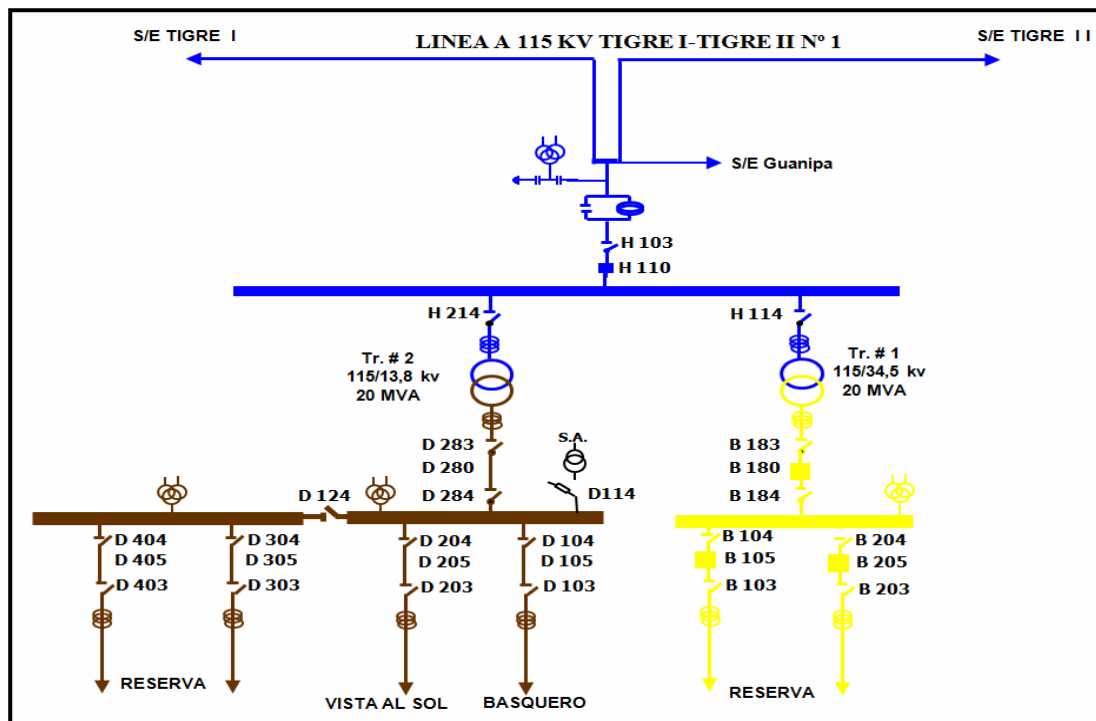 S/E TIGRE I
S/E TIGRE I I
LINEA A 115 KV TIGRE I-TIGRE II Nº 1
S/E Guanipa
H 103
H 110
H 214
H 114
Tr. # 2
115/13,8 kv
20 MVA
Tr. # 1
115/34,5 kv
20 MVA
D 283
D 280
D 284
S.A.
D114
B 183
B 180
B 184
D 124
D 404
D 405
D 403
D 304
D 305
D 303
D 204
D 205
D 203
D 104
D 105
D 103
B 104
B 105
B 103
B 204
B 205
B 203
RESERVA
VISTA AL SOL
BASQUERO
RESERVA